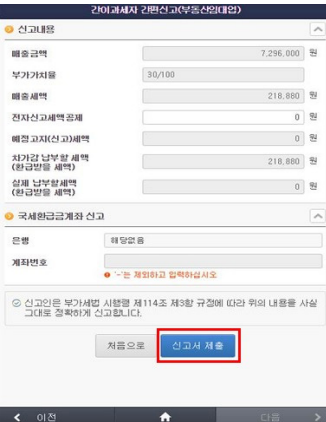 간이과세자 간편신고(부동산임대업)
신고내용
매출금액 7,296,000 원
부가가치율 30/100
매출세액 218,880 원
전자신고세액공제 0 원
예정고지(신고)세액 0 원
차가감 납부할 세액 218,880 원
(환급받을 세액)
실제 납부할세액 0 원
(환급받을 세액)
국세환급금계좌 신고
은행 해당없음
계좌번호
'-'는 제외하고 입력하십시오
신고인은 부가세법 시행령 제114조 제3항 규정에 따라 위의 내용을 사실
그대로 정확하게 신고합니다.
처음으로 신고서 제출
이전 다음